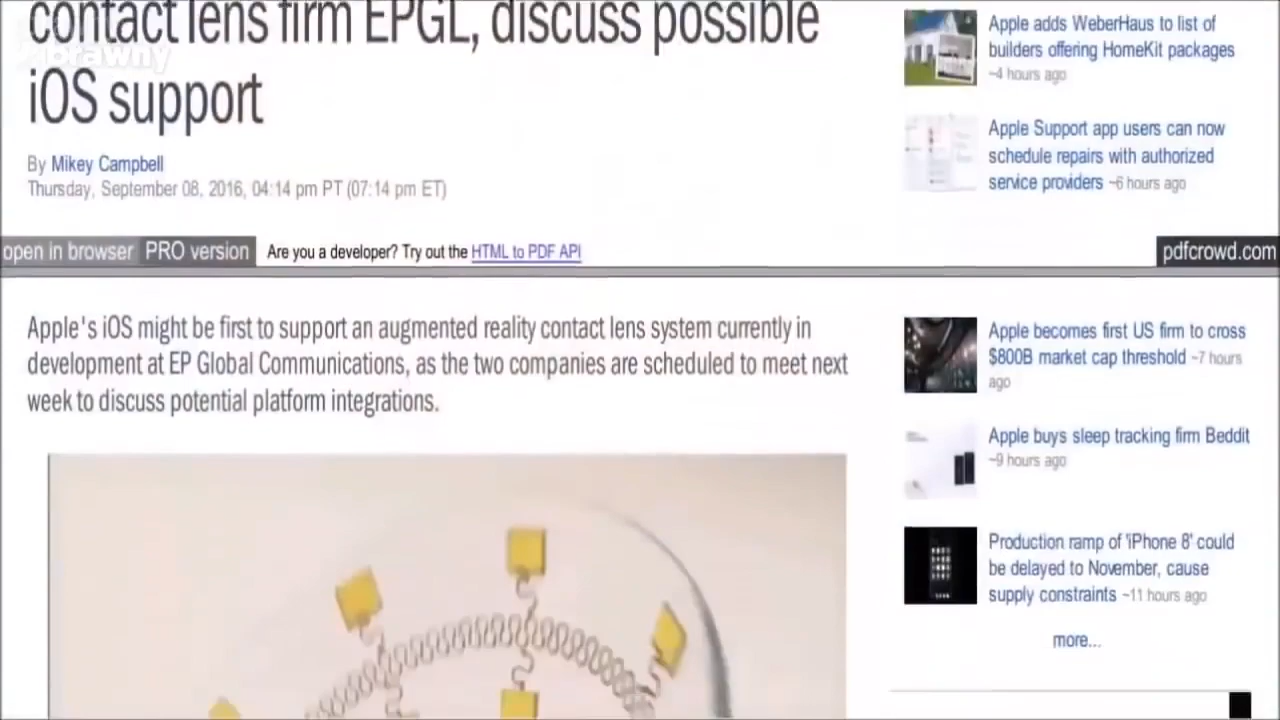 contact lens firm EPGL, discuss possible
iOS support
brawny
By Mikey Campbell
Thursday, September 08, 2016, 04:14 pm PT (07:14 pm ET)
open in browser PRO version Are you a developer? Try out the HTML to PDF API
pdfcrowd.com
Apple's iOS might be first to support an augmented reality contact lens system currently in
development at EP Global Communications, as the two companies are scheduled to meet next
week to discuss potential platform integrations.
Apple adds WeberHaus to list of
builders offering HomeKit packages
~4 hours ago
Apple Support app users can now
schedule repairs with authorized
service providers ~6 hours ago
Apple becomes first US firm to cross
$800B market cap threshold ~7 hours
ago
Apple buys sleep tracking firm Beddit
~9 hours ago
Production ramp of 'iPhone 8' could
be delayed to November, cause
supply constraints ~11 hours ago
more...